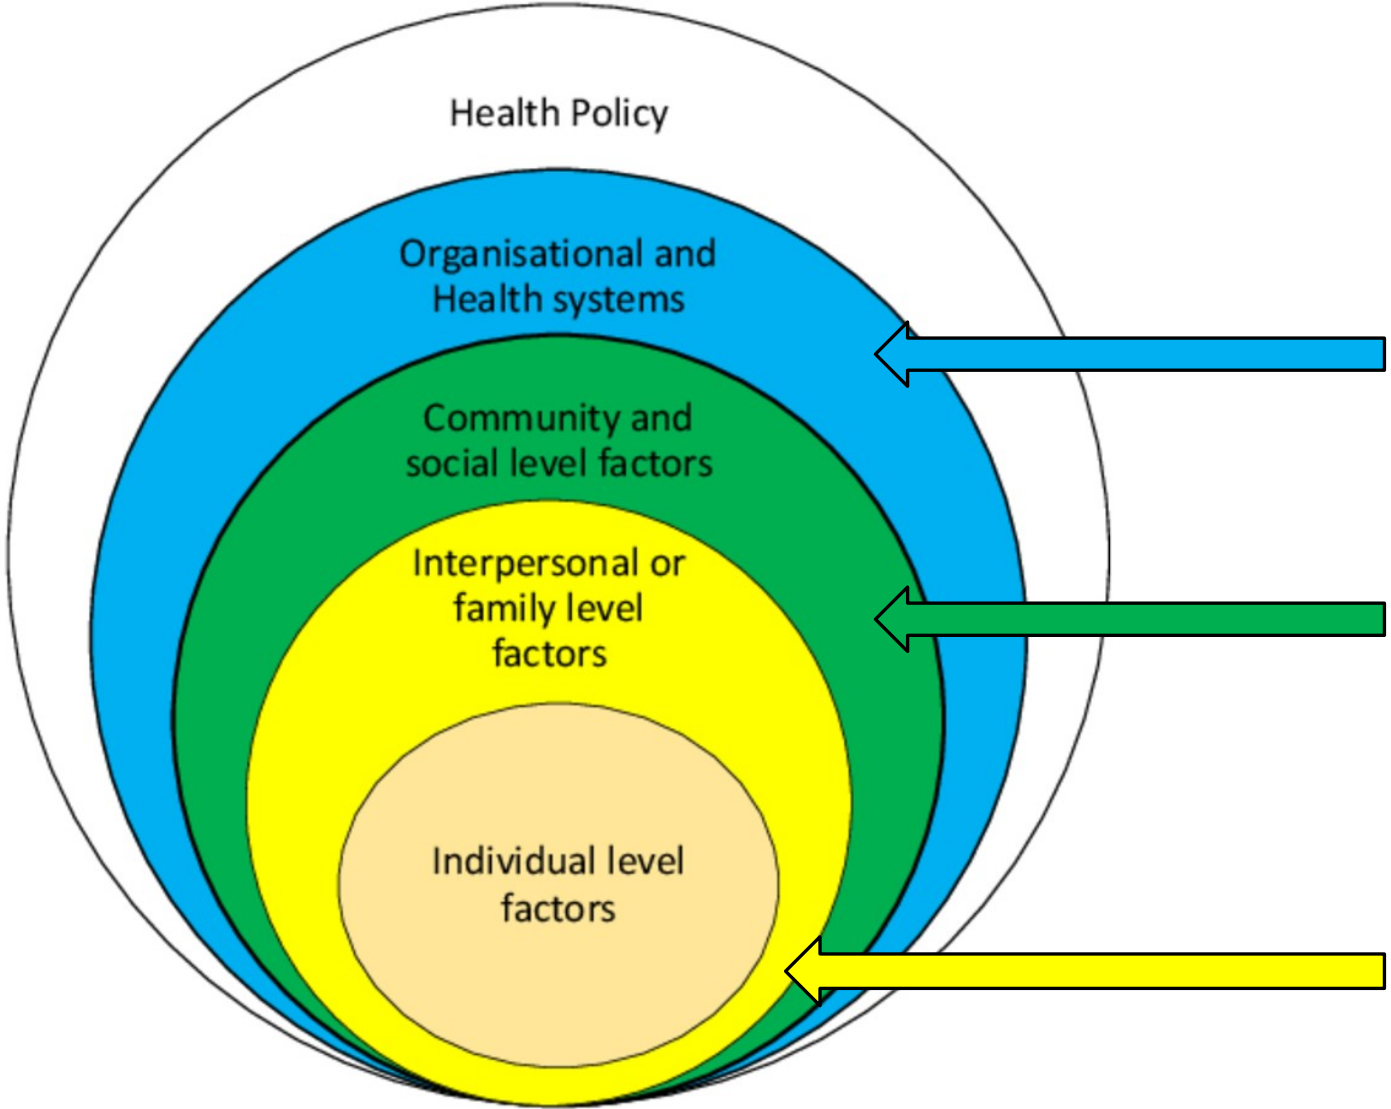 Health Policy
Organisational and
Health systems
Community and
social level factors
Interpersonal or
family level
factors
Individual level
factors